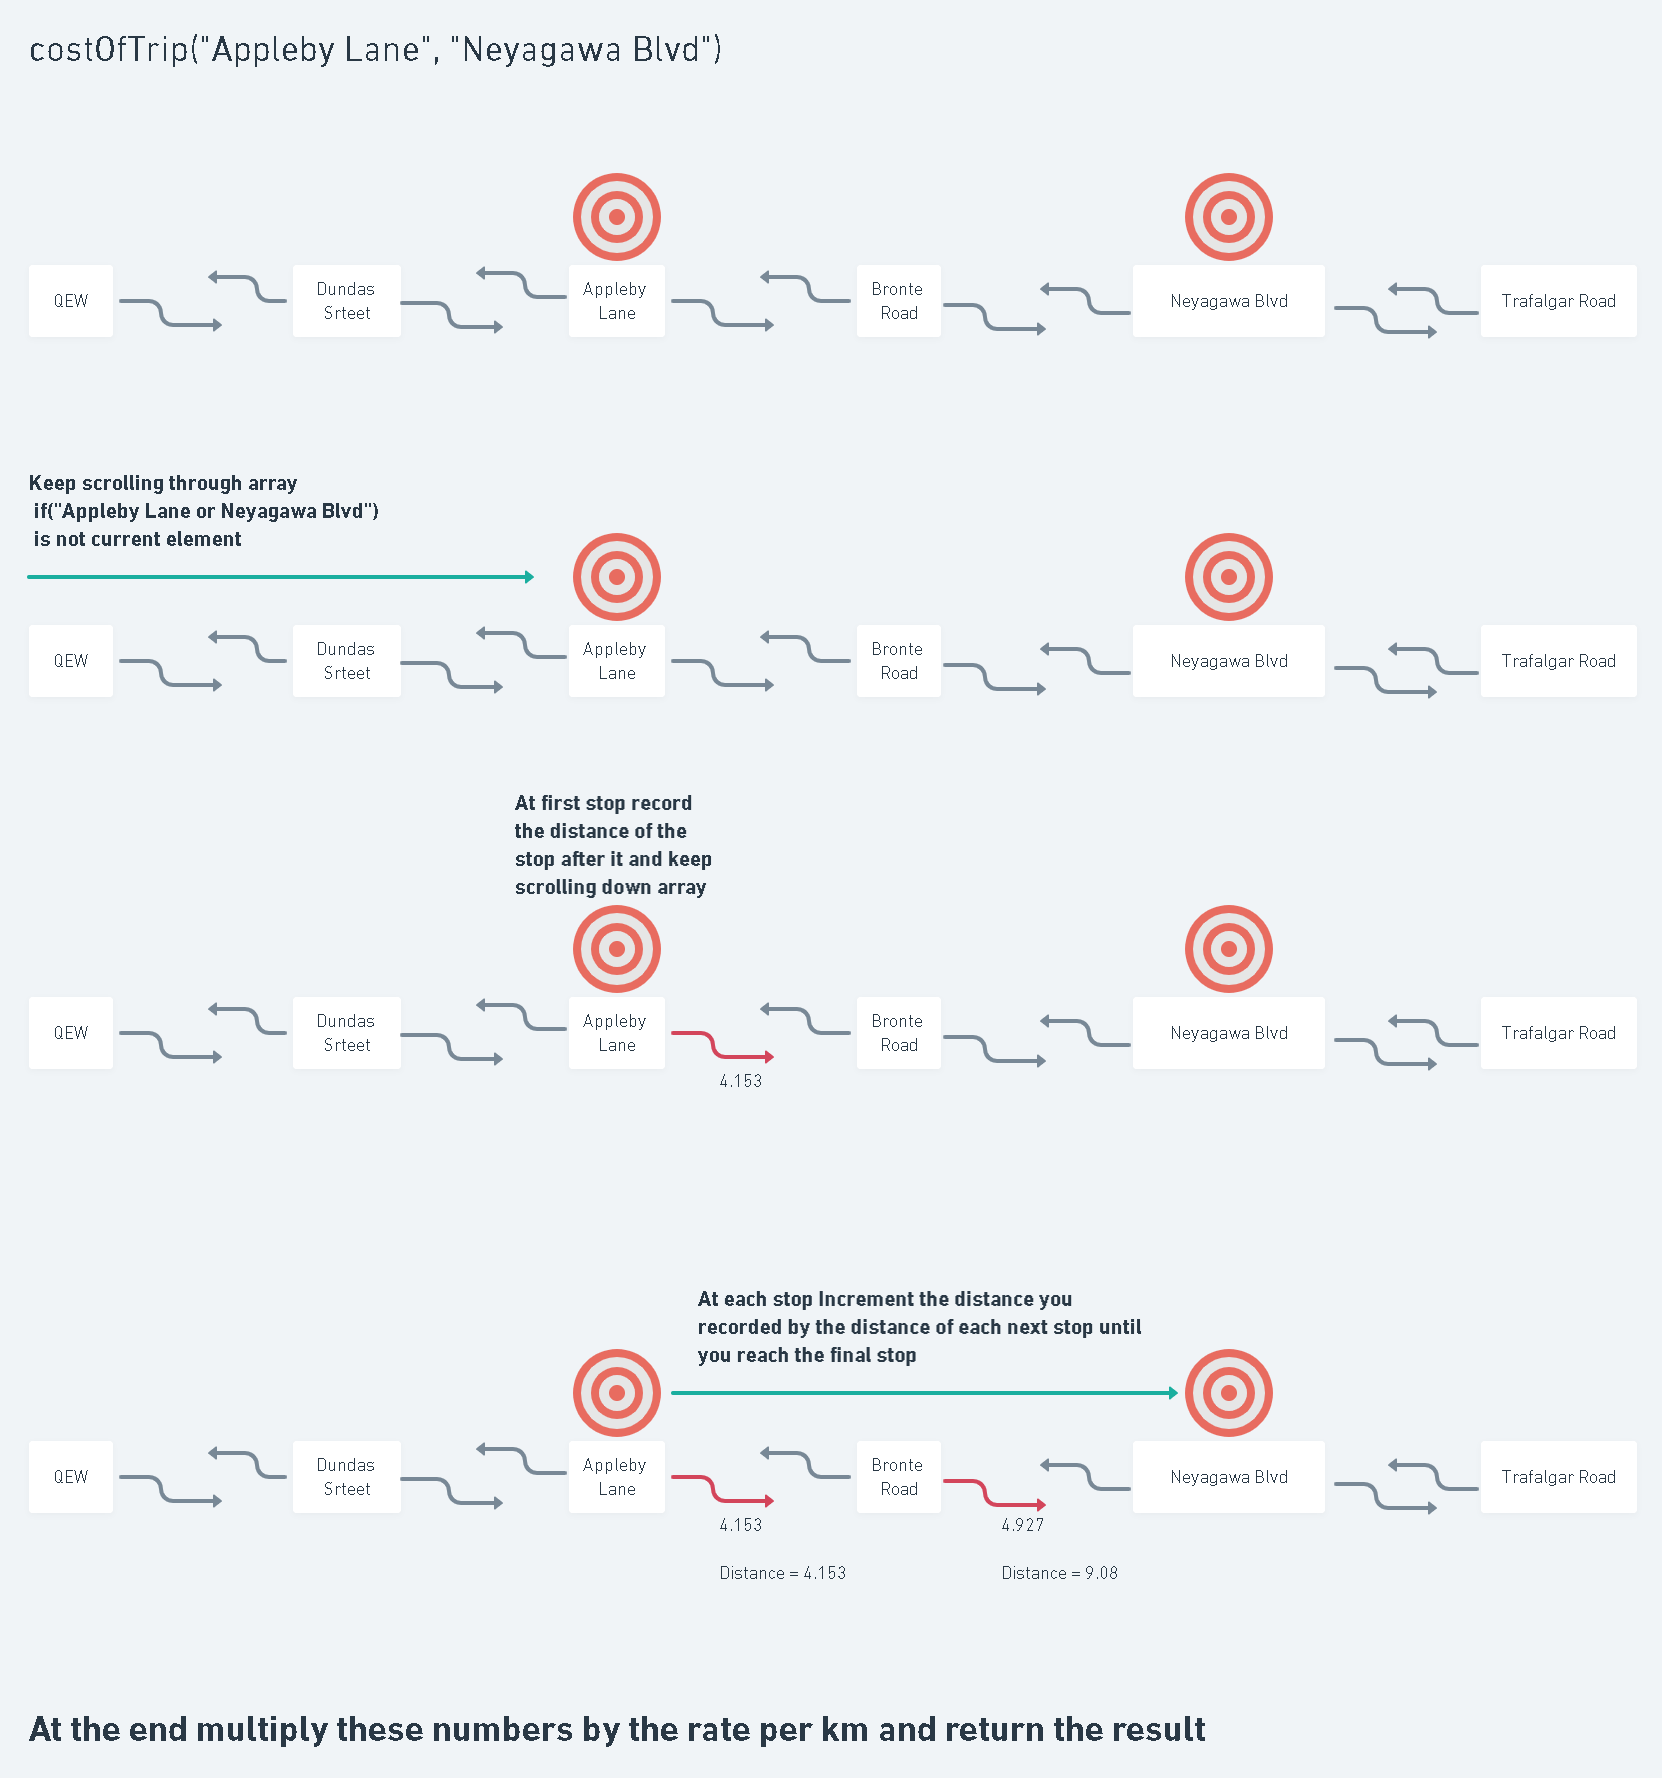 costOfTrip("Appleby Lane", "Neyagawa Blvd")
QEW
Dundas
Srteet
Appleby
Lane
Bronte
Road
Neyagawa Blvd
Trafalgar Road
Keep scrolling through array
if("Appleby Lane or Neyagawa Blvd")
is not current element
QEW
Dundas
Srteet
Appleby
Lane
Bronte
Road
Neyagawa Blvd
Trafalgar Road
At first stop record
the distance of the
stop after it and keep
scrolling down array
QEW
Dundas
Srteet
Appleby
Lane
Bronte
Road
Neyagawa Blvd
Trafalgar Road
4.153
At each stop Increment the distance you
recorded by the distance of each next stop until
you reach the final stop
QEW
Dundas
Srteet
Appleby
Lane
Bronte
Road
Neyagawa Blvd
Trafalgar Road
4.153
4.927
Distance = 4.153
Distance = 9.08
At the end multiply these numbers by the rate per km and return the result